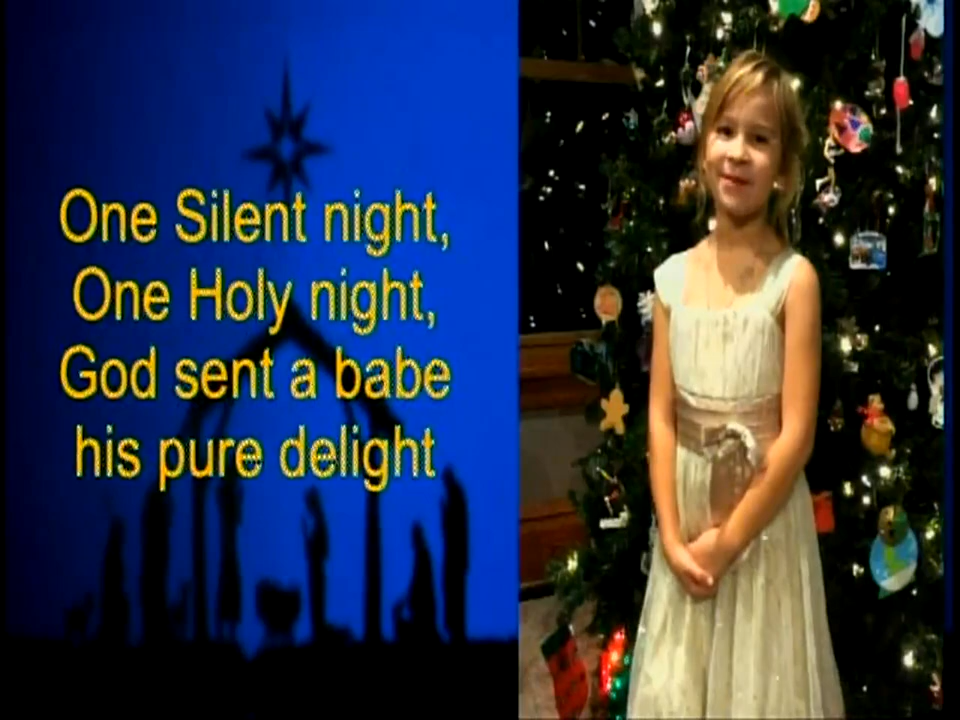 One Silent night,
One Holy night,
God sent a babe
his pure delight